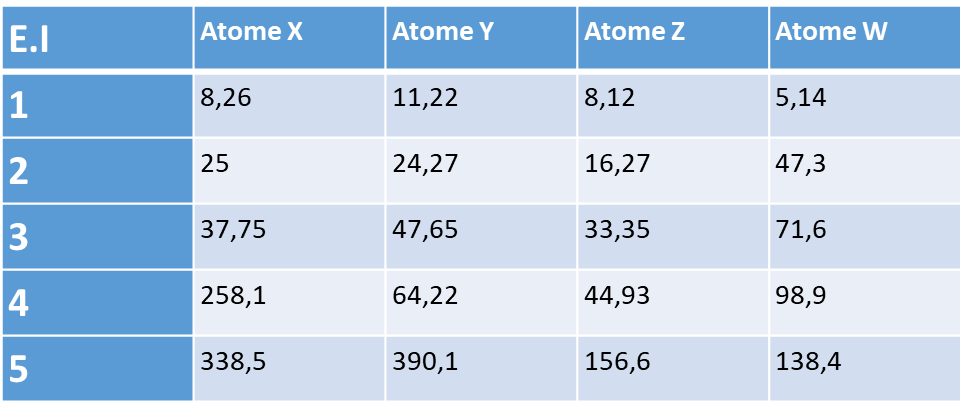 E.I Atome X Atome Y Atome Z Atome W
1 8,26 11,22 8,12 5,14
2 25 24,27 16,27 47,3
3 37,75 47,65 33,35 71,6
4 258,1 64,22 44,93 98,9
5 338,5 390,1 156,6 138,4